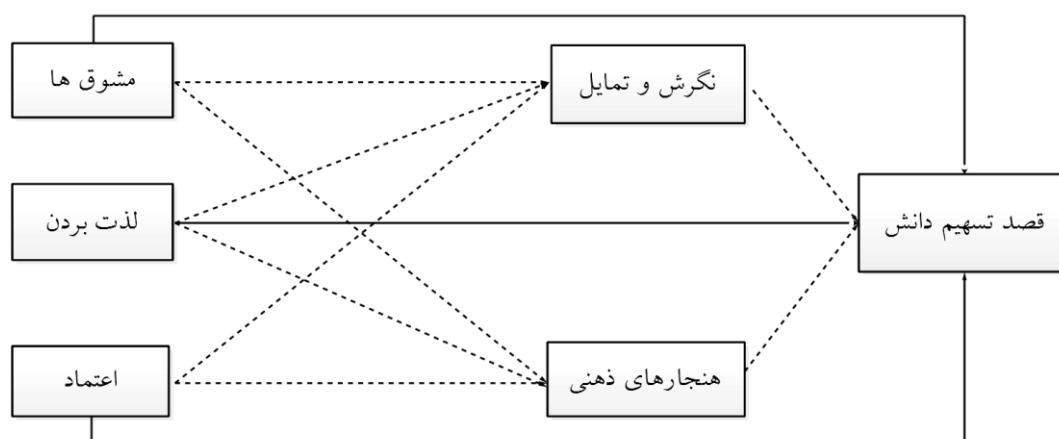 مشوق ها
نگرش و تمایل
لذت بردن
قصد تسهیم دانش
اعتماد
هنجارهای ذهنی